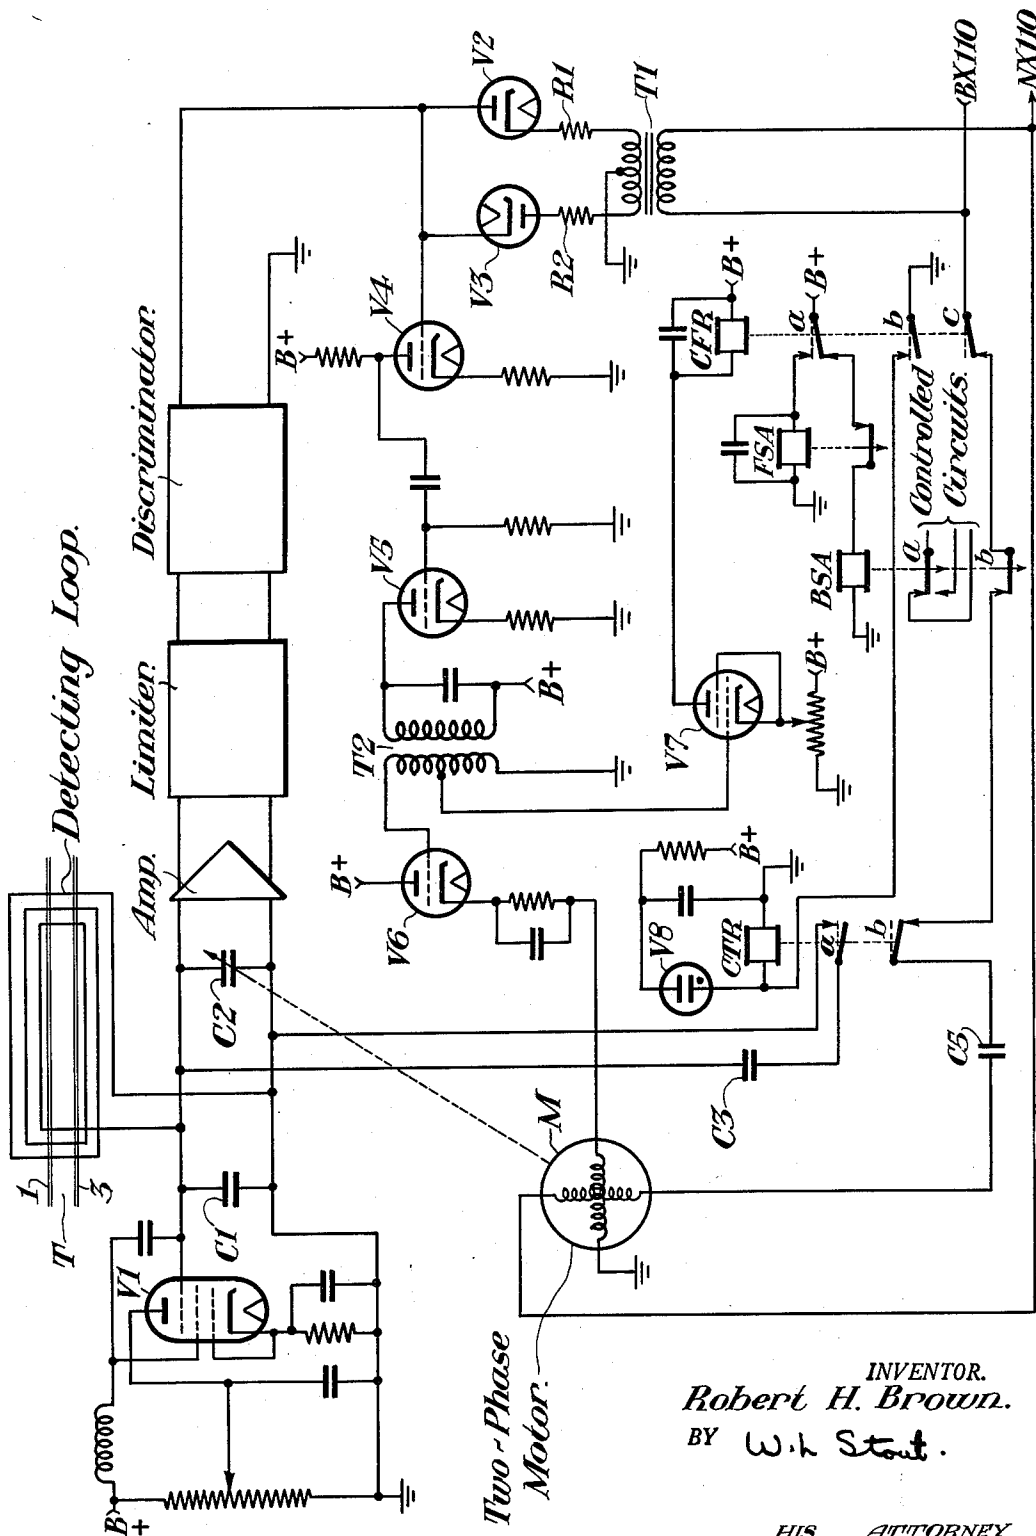 Detecting Loop.
1
T
3
Amp.
Limiter.
Discriminator.
B+
V1
C1
C2
T2
B+
V6
B+
V5
B+
V4
V3
V2
R2
R1
T1
BX110
NX110
V7
B+
CFR
B+
a
B+
FSA
BSA
b
c
Controlled
Circuits.
a
b
V8
B+
CTR
a
b
C3
C5
M
Two-Phase
Motor.
INVENTOR.
Robert H. Brown.
BY W. L. Stout.
HIS ATTORNEY